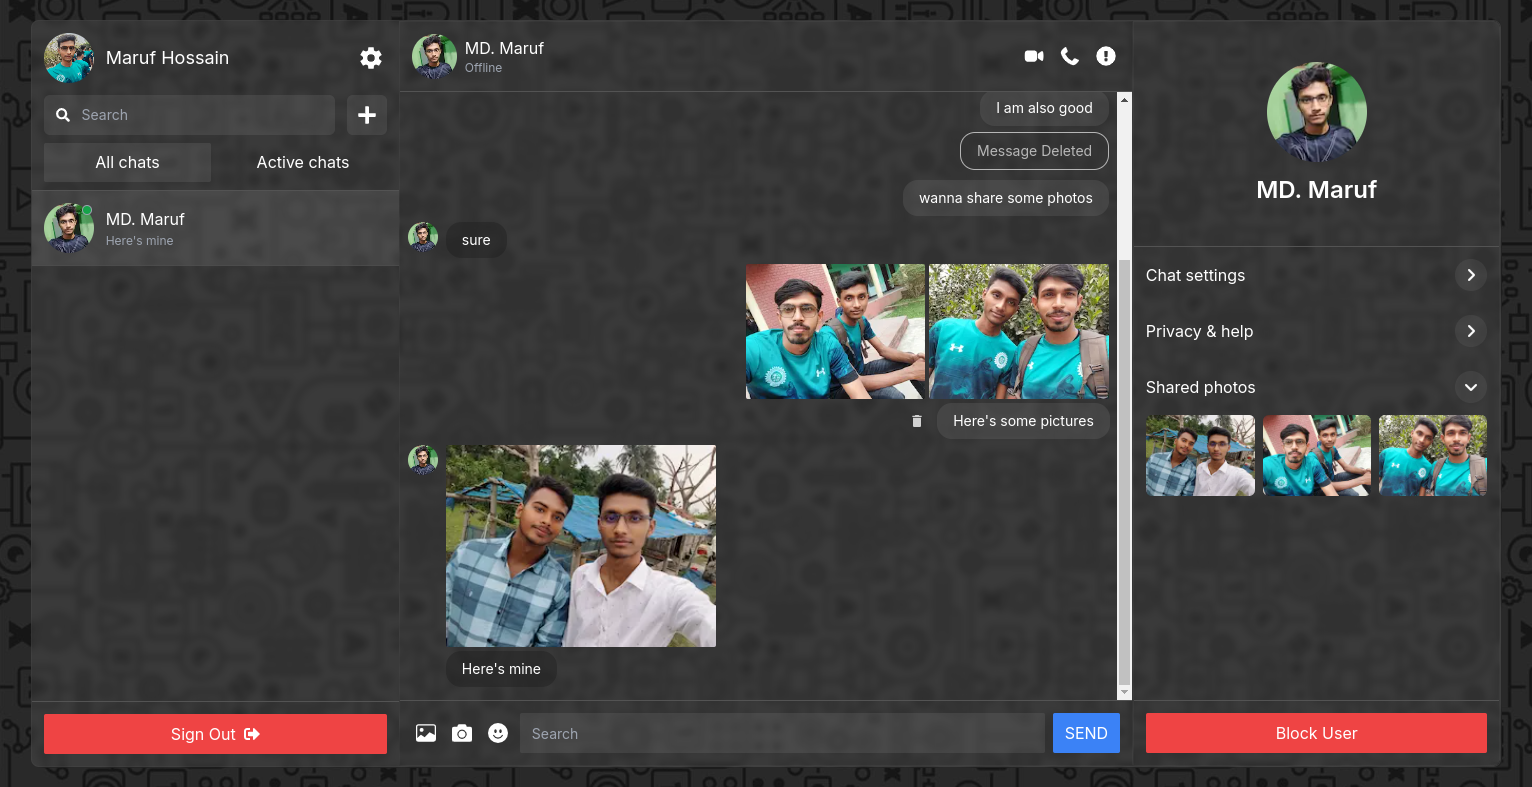 Maruf Hossain
Search
All chats
Active chats
MD. Maruf
Here's mine
Sign Out
MD. Maruf
Offline
I am also good
Message Deleted
wanna share some photos
sure
Here's some pictures
Here's mine
Search
SEND
MD. Maruf
Chat settings
Privacy & help
Shared photos
Block User